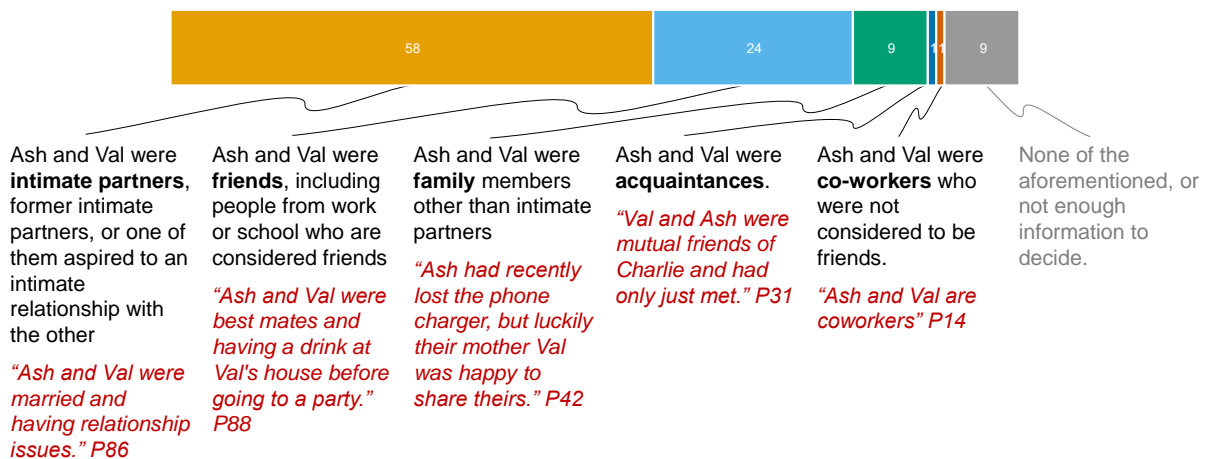 58
24
9
1
1
9
Ash and Val were
intimate partners,
former intimate
partners, or one of
them aspired to an
intimate
relationship with
the other
“Ash and Val were
married and
having relationship
issues.” P86
Ash and Val were
friends, including
people from work
or school who are
considered friends
“Ash and Val were
best mates and
having a drink at
Val's house before
going to a party.”
P88
Ash and Val were
family members
other than intimate
partners
“Ash had recently
lost the phone
charger, but luckily
their mother Val
was happy to
share theirs.” P42
Ash and Val were
acquaintances.
“Val and Ash were
mutual friends of
Charlie and had
only just met.” P31
Ash and Val were
co-workers who
were not
considered to be
friends.
“Ash and Val are
coworkers” P14
None of the
aforementioned, or
not enough
information to
decide.